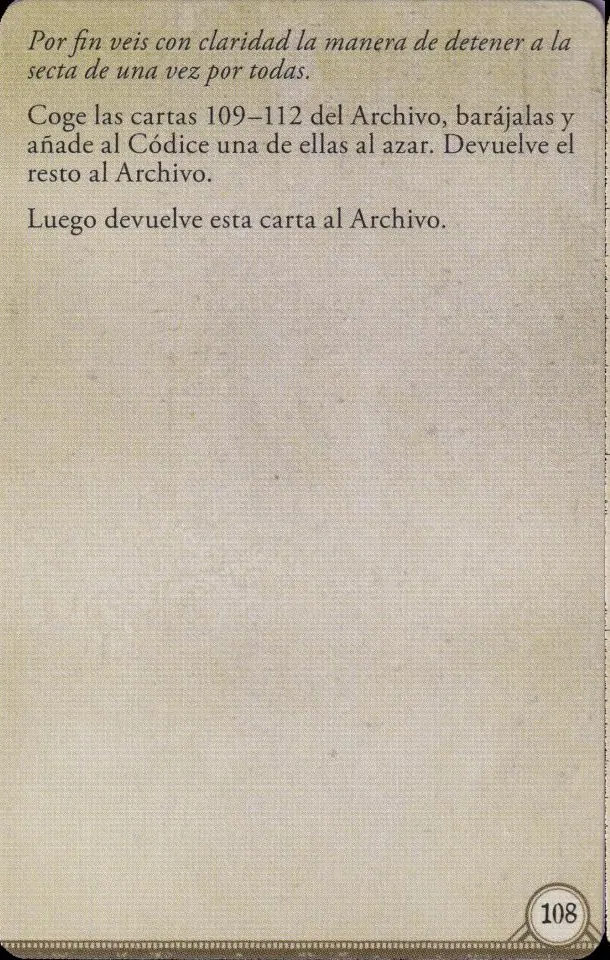 Por fin veis con claridad la manera de detener a la
secta de una vez por todas.
Coge las cartas 109–112 del Archivo, barájalas y
añade al Códice una de ellas al azar. Devuelve el
resto al Archivo.
Luego devuelve esta carta al Archivo.
108